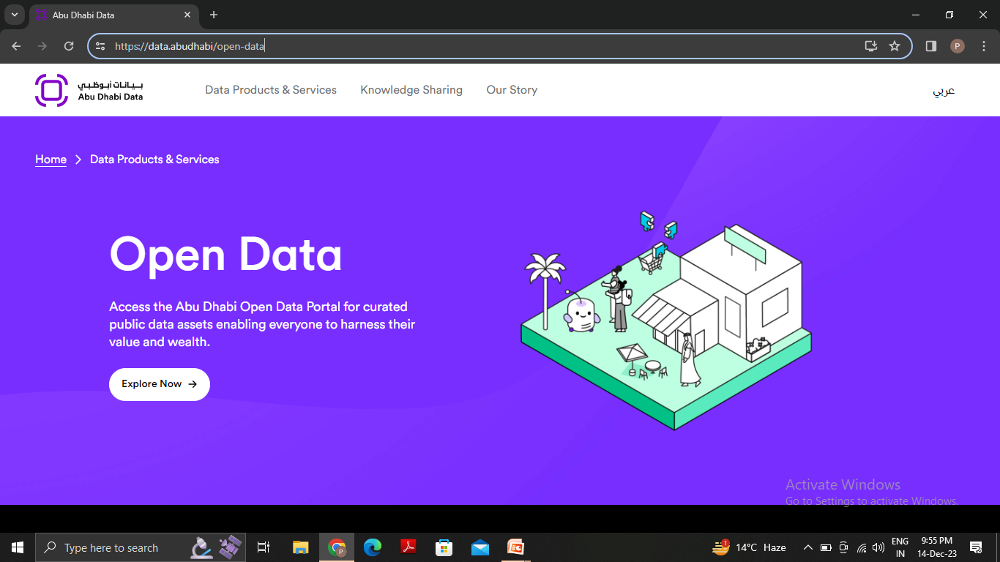 Abu Dhabi Data
https://data.abudhabi/open-data
P
بيانات أبوظبي
Abu Dhabi Data
Data Products & Services
Knowledge Sharing
Our Story
عربي
Home
Data Products & Services
Open Data
Access the Abu Dhabi Open Data Portal for curated
public data assets enabling everyone to harness their
value and wealth.
Explore Now
Activate Windows
Go to Settings to activate Windows.
Type here to search
P
1
14°C Haze
ENG
IN
9:55 PM
14-Dec-23